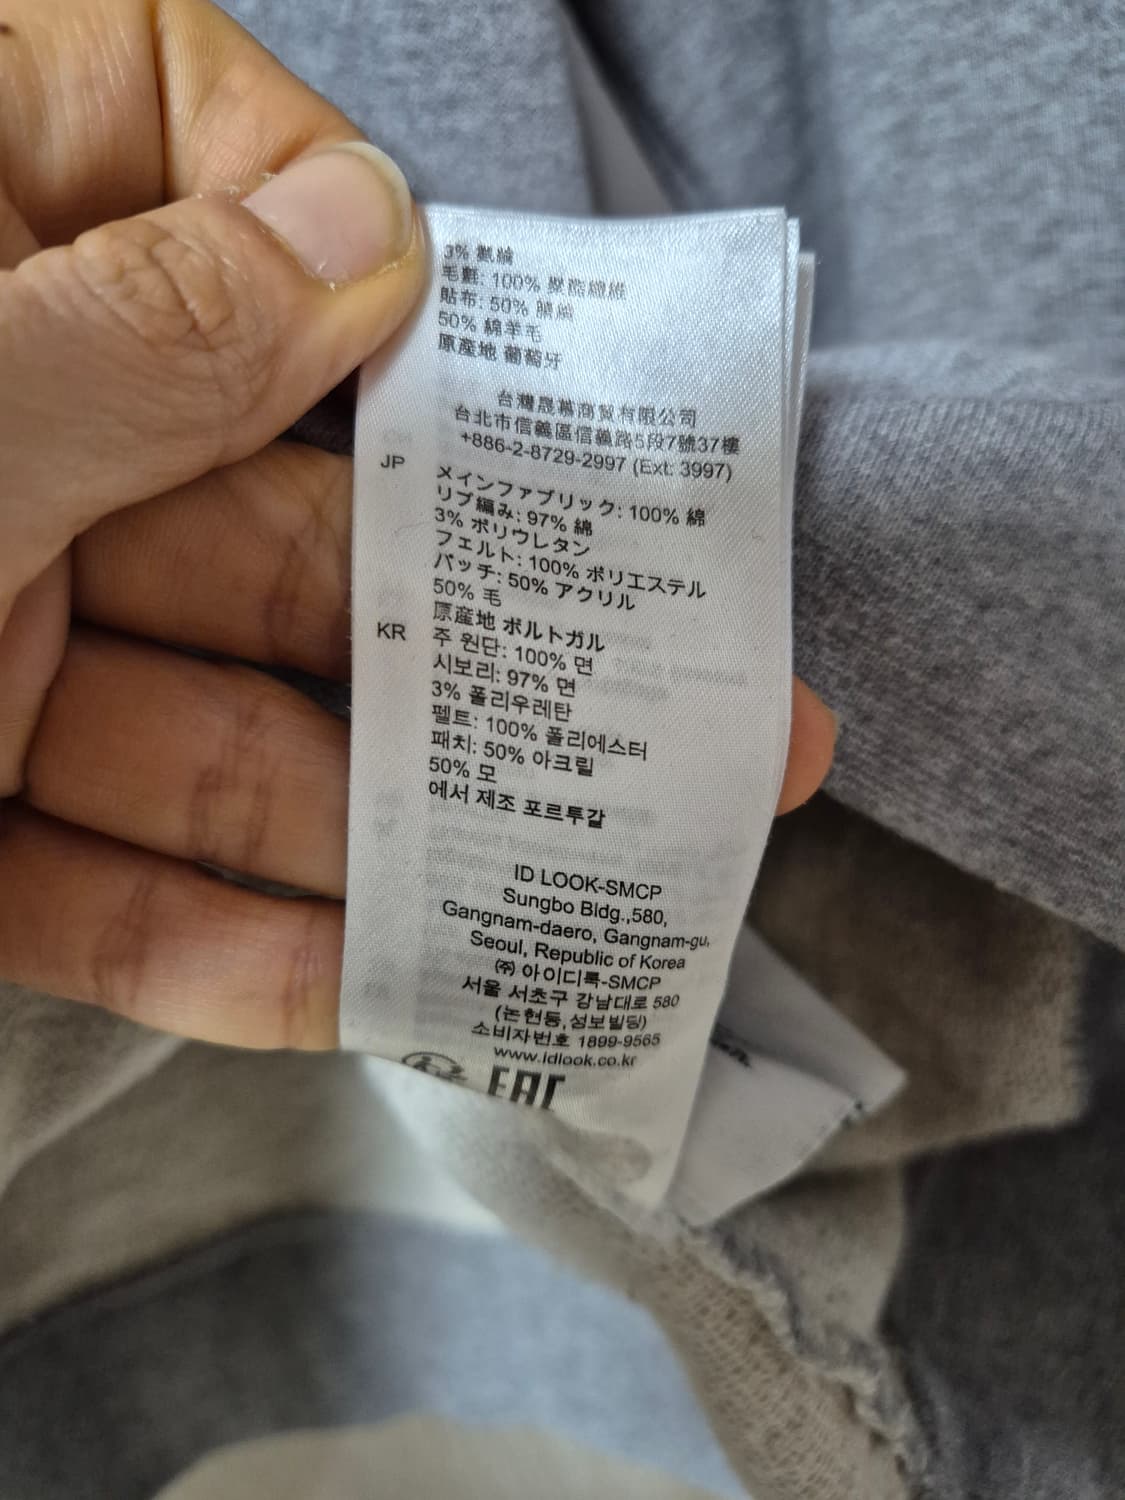 3% 氨綸
毛氈: 100% 聚酯纖維
貼布: 50% 腈綸
50% 綿羊毛
原產地 葡萄牙
台灣晟幕商貿有限公司
台北市信義區信義路5段7號37樓
+886-2-8729-2997 (Ext: 3997)
JP
メインファブリック: 100% 綿
リブ編み: 97% 綿
3% ポリウレタン
フェルト: 100% ポリエステル
パッチ: 50% アクリル
50% 毛
原産地 ポルトガル
KR
주 원단: 100% 면
시보리: 97% 면
3% 폴리우레탄
펠트: 100% 폴리에스터
패치: 50% 아크릴
50% 모
에서 제조 포르투갈
ID LOOK-SMCP
Sungbo Bldg.,580,
Gangnam-daero, Gangnam-gu,
Seoul, Republic of Korea
㈜ 아이디룩-SMCP
서울 서초구 강남대로 580
(논현동,성보빌딩)
소비자번호 1899-9565
www.idlook.co.kr
EAC